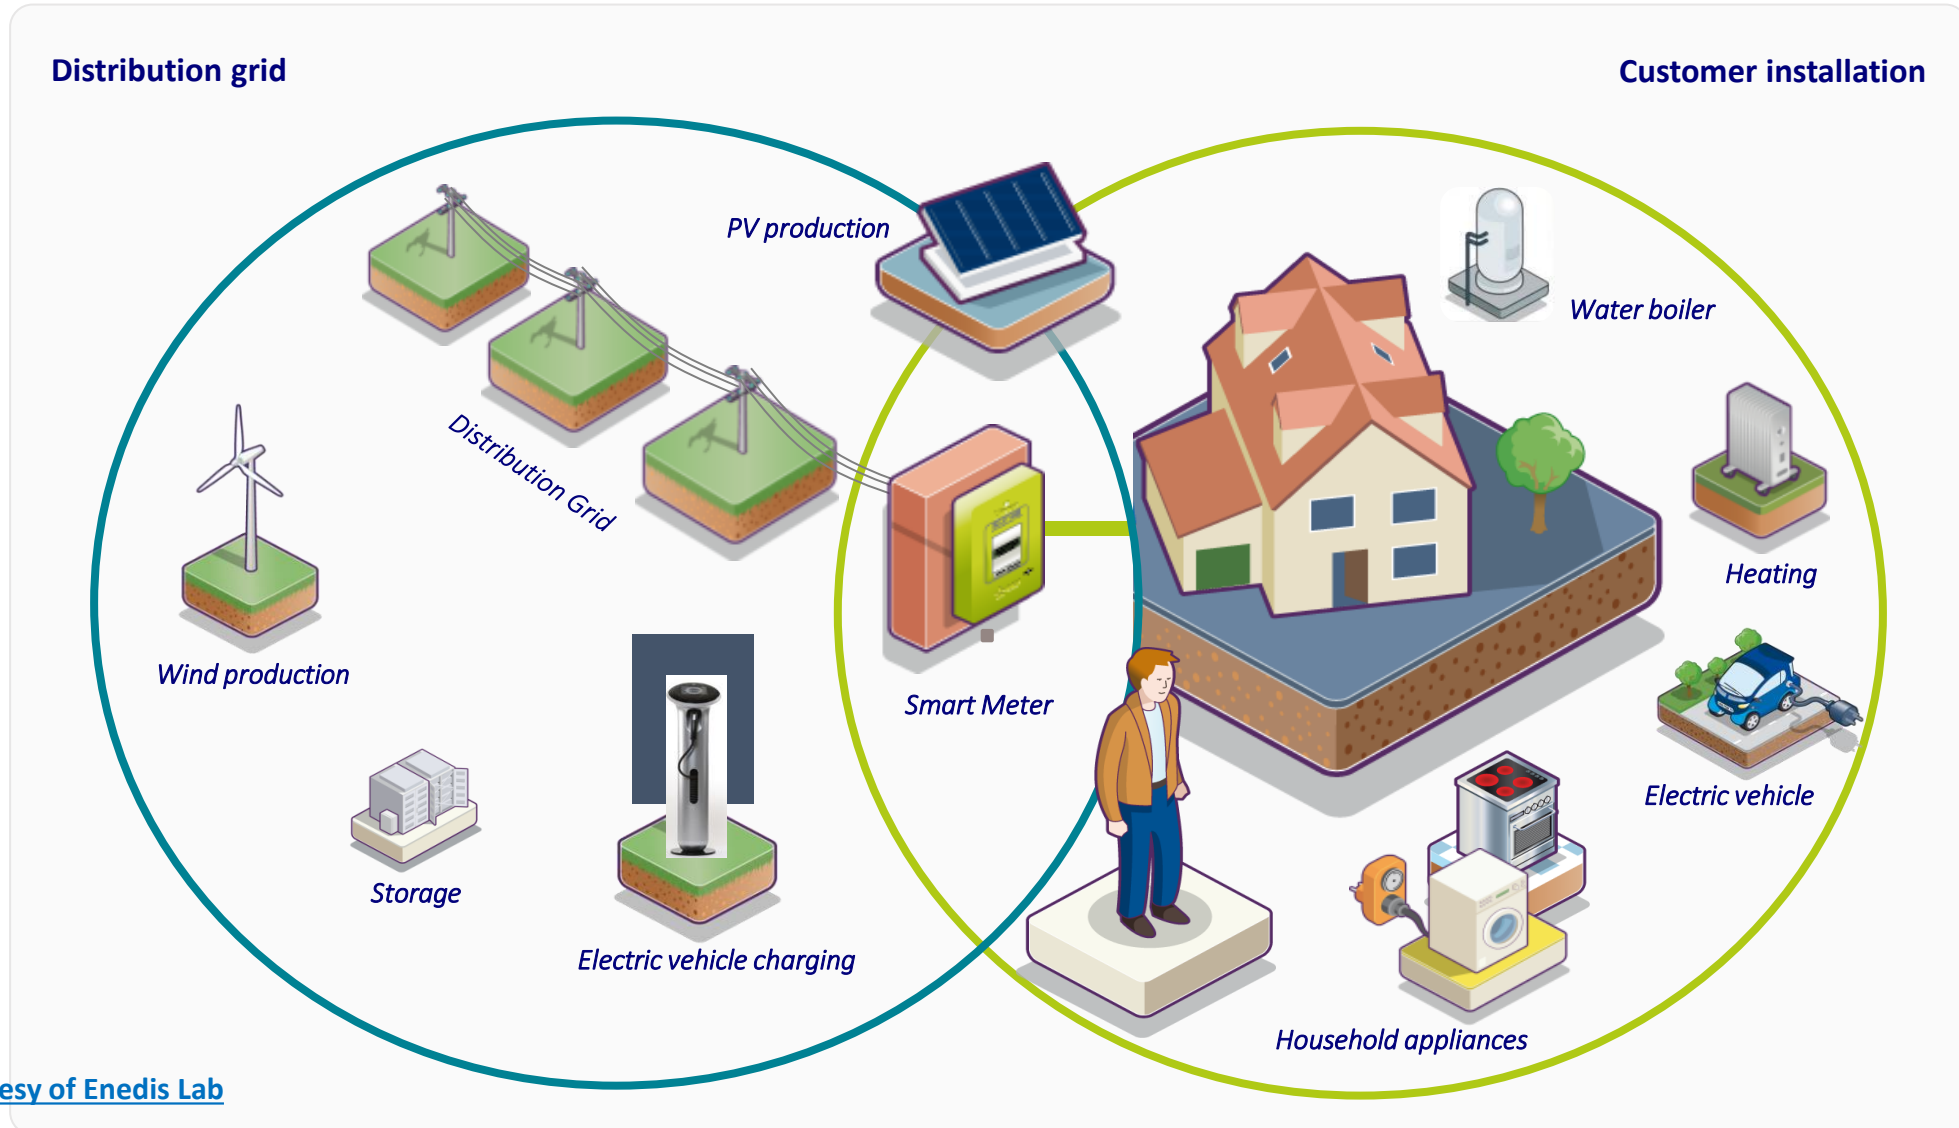 Distribution grid
Customer installation
PV production
Water boiler
Distribution Grid
Heating
Wind production
Smart Meter
Electric vehicle
Storage
Electric vehicle charging
Household appliances
esy of Enedis Lab